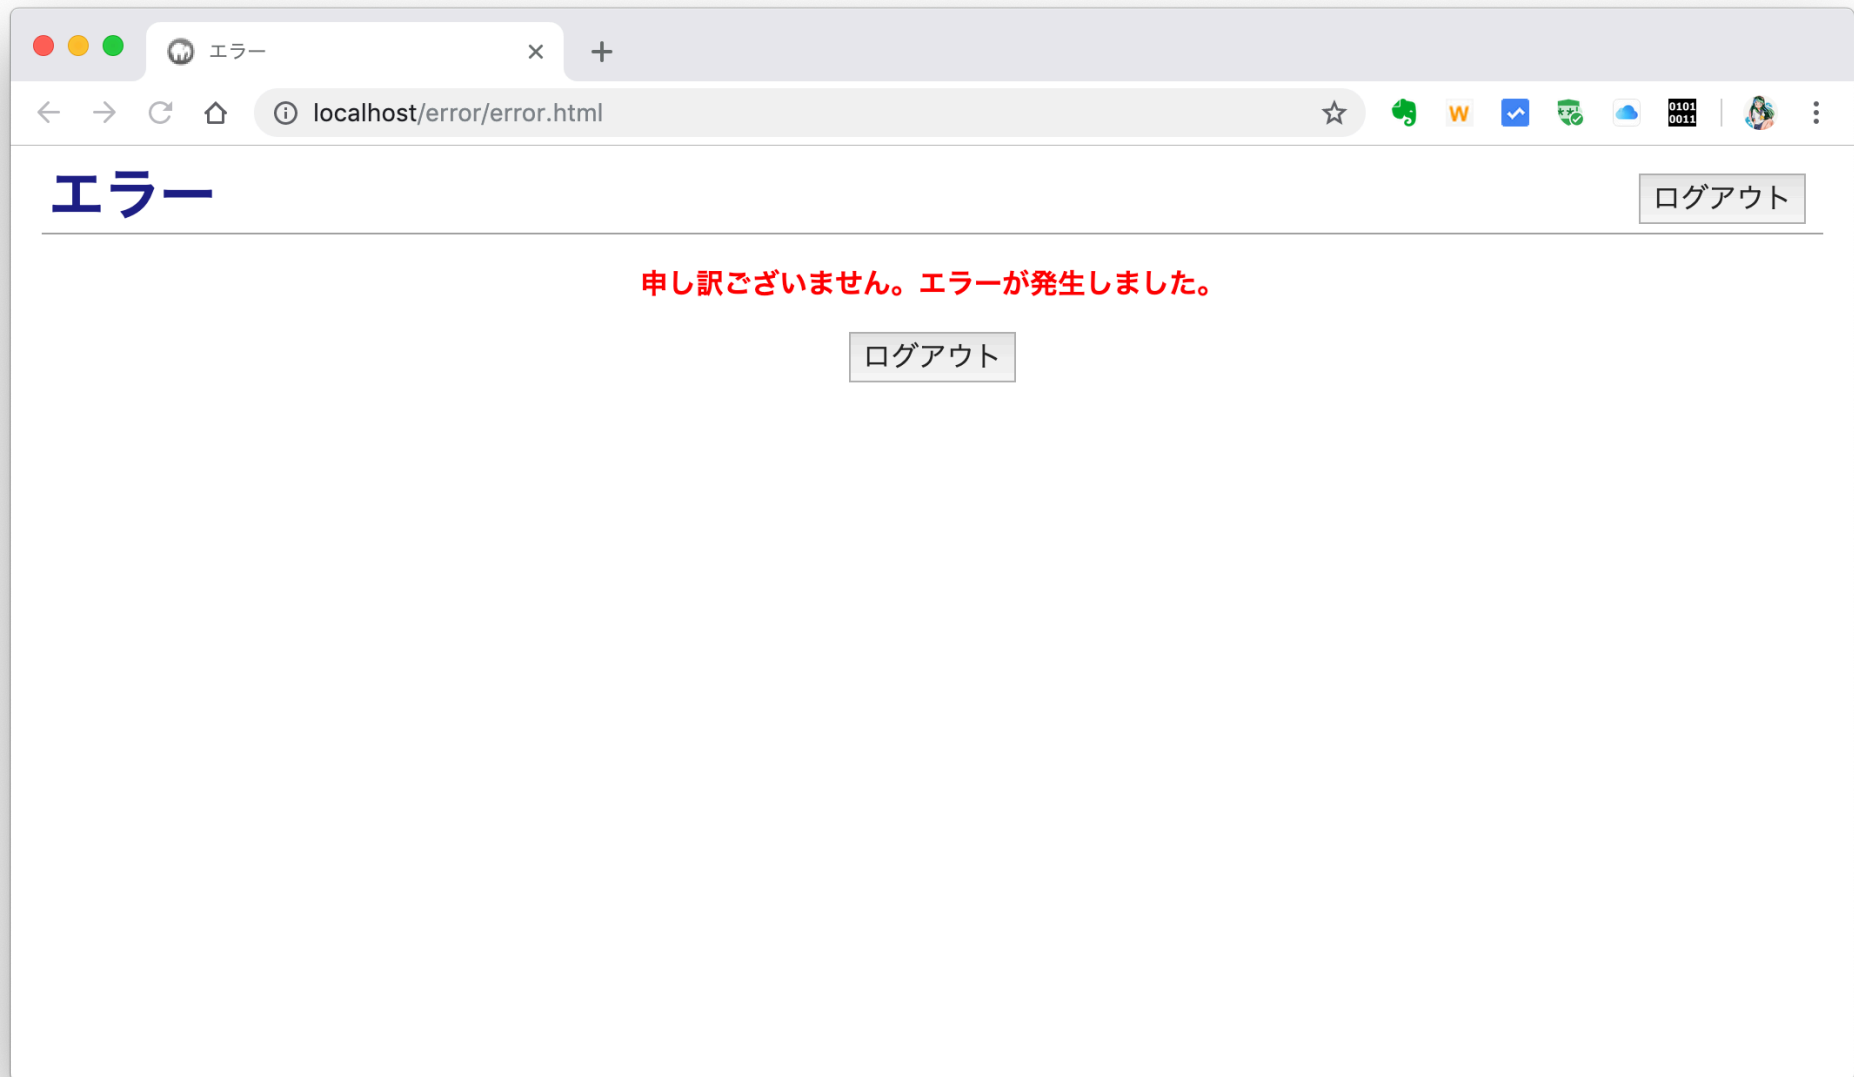 エラー
localhost/error/error.html
W
0101
0011
エラー
ログアウト
申し訳ございません。エラーが発生しました。
ログアウト